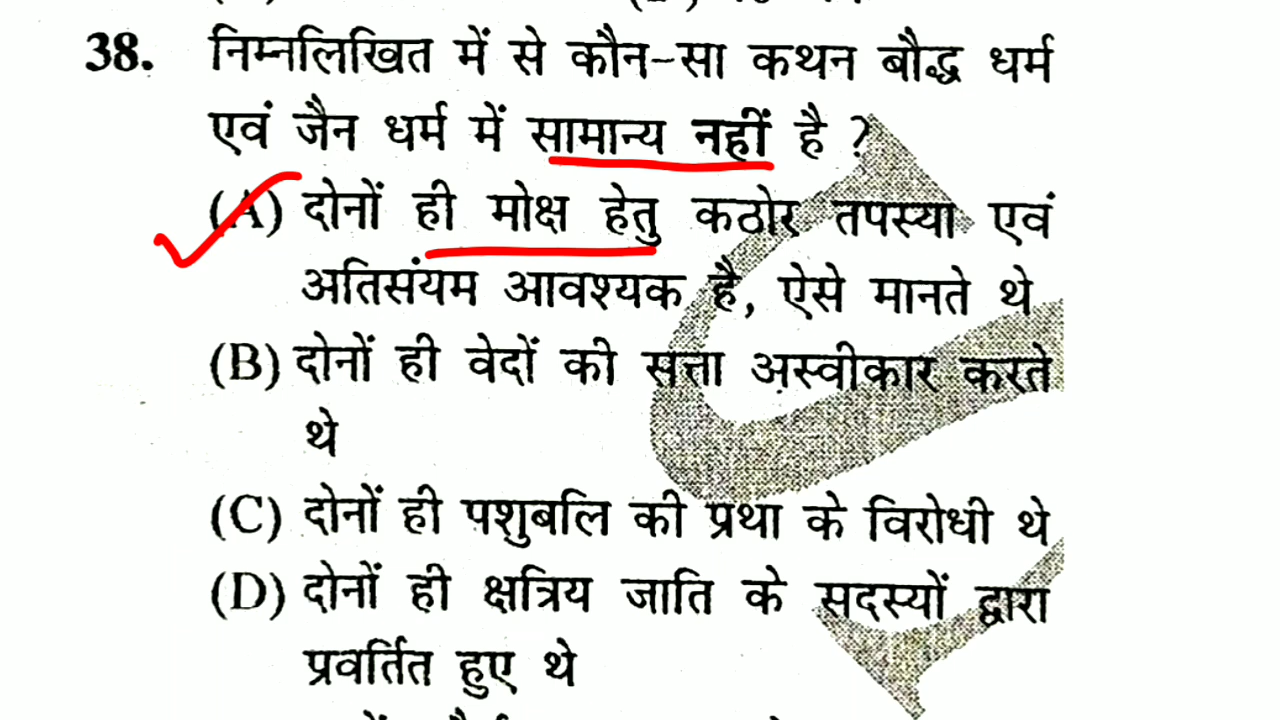 38. निम्नलिखित में से कौन-सा कथन बौद्ध धर्म
एवं जैन धर्म में सामान्य नहीं है ?
(A) दोनों ही मोक्ष हेतु कठोर तपस्या एवं
अतिसंयम आवश्यक है, ऐसे मानते थे
(B) दोनों ही वेदों की सत्ता अस्वीकार करते
थे
(C) दोनों ही पशुबलि की प्रथा के विरोधी थे
(D) दोनों ही क्षत्रिय जाति के सदस्यों द्वारा
प्रवर्तित हुए थे